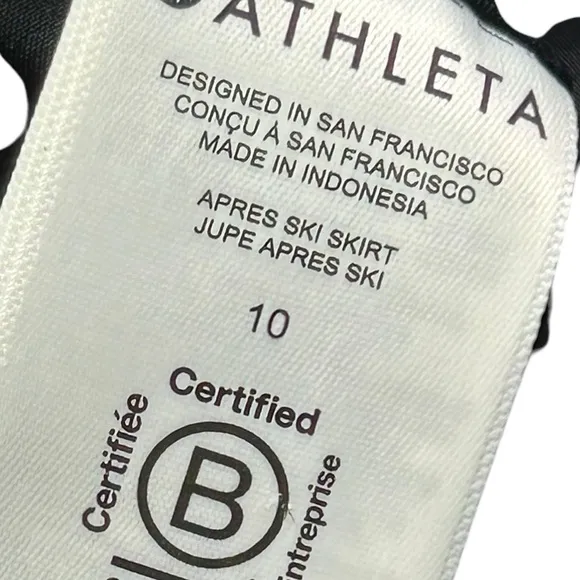 ATHLETA
DESIGNED IN SAN FRANCISCO
CONÇU À SAN FRANCISCO
MADE IN INDONESIA
APRES SKI SKIRT
JUPE APRES SKI
10
Certified
Certifiée
B
Entreprise